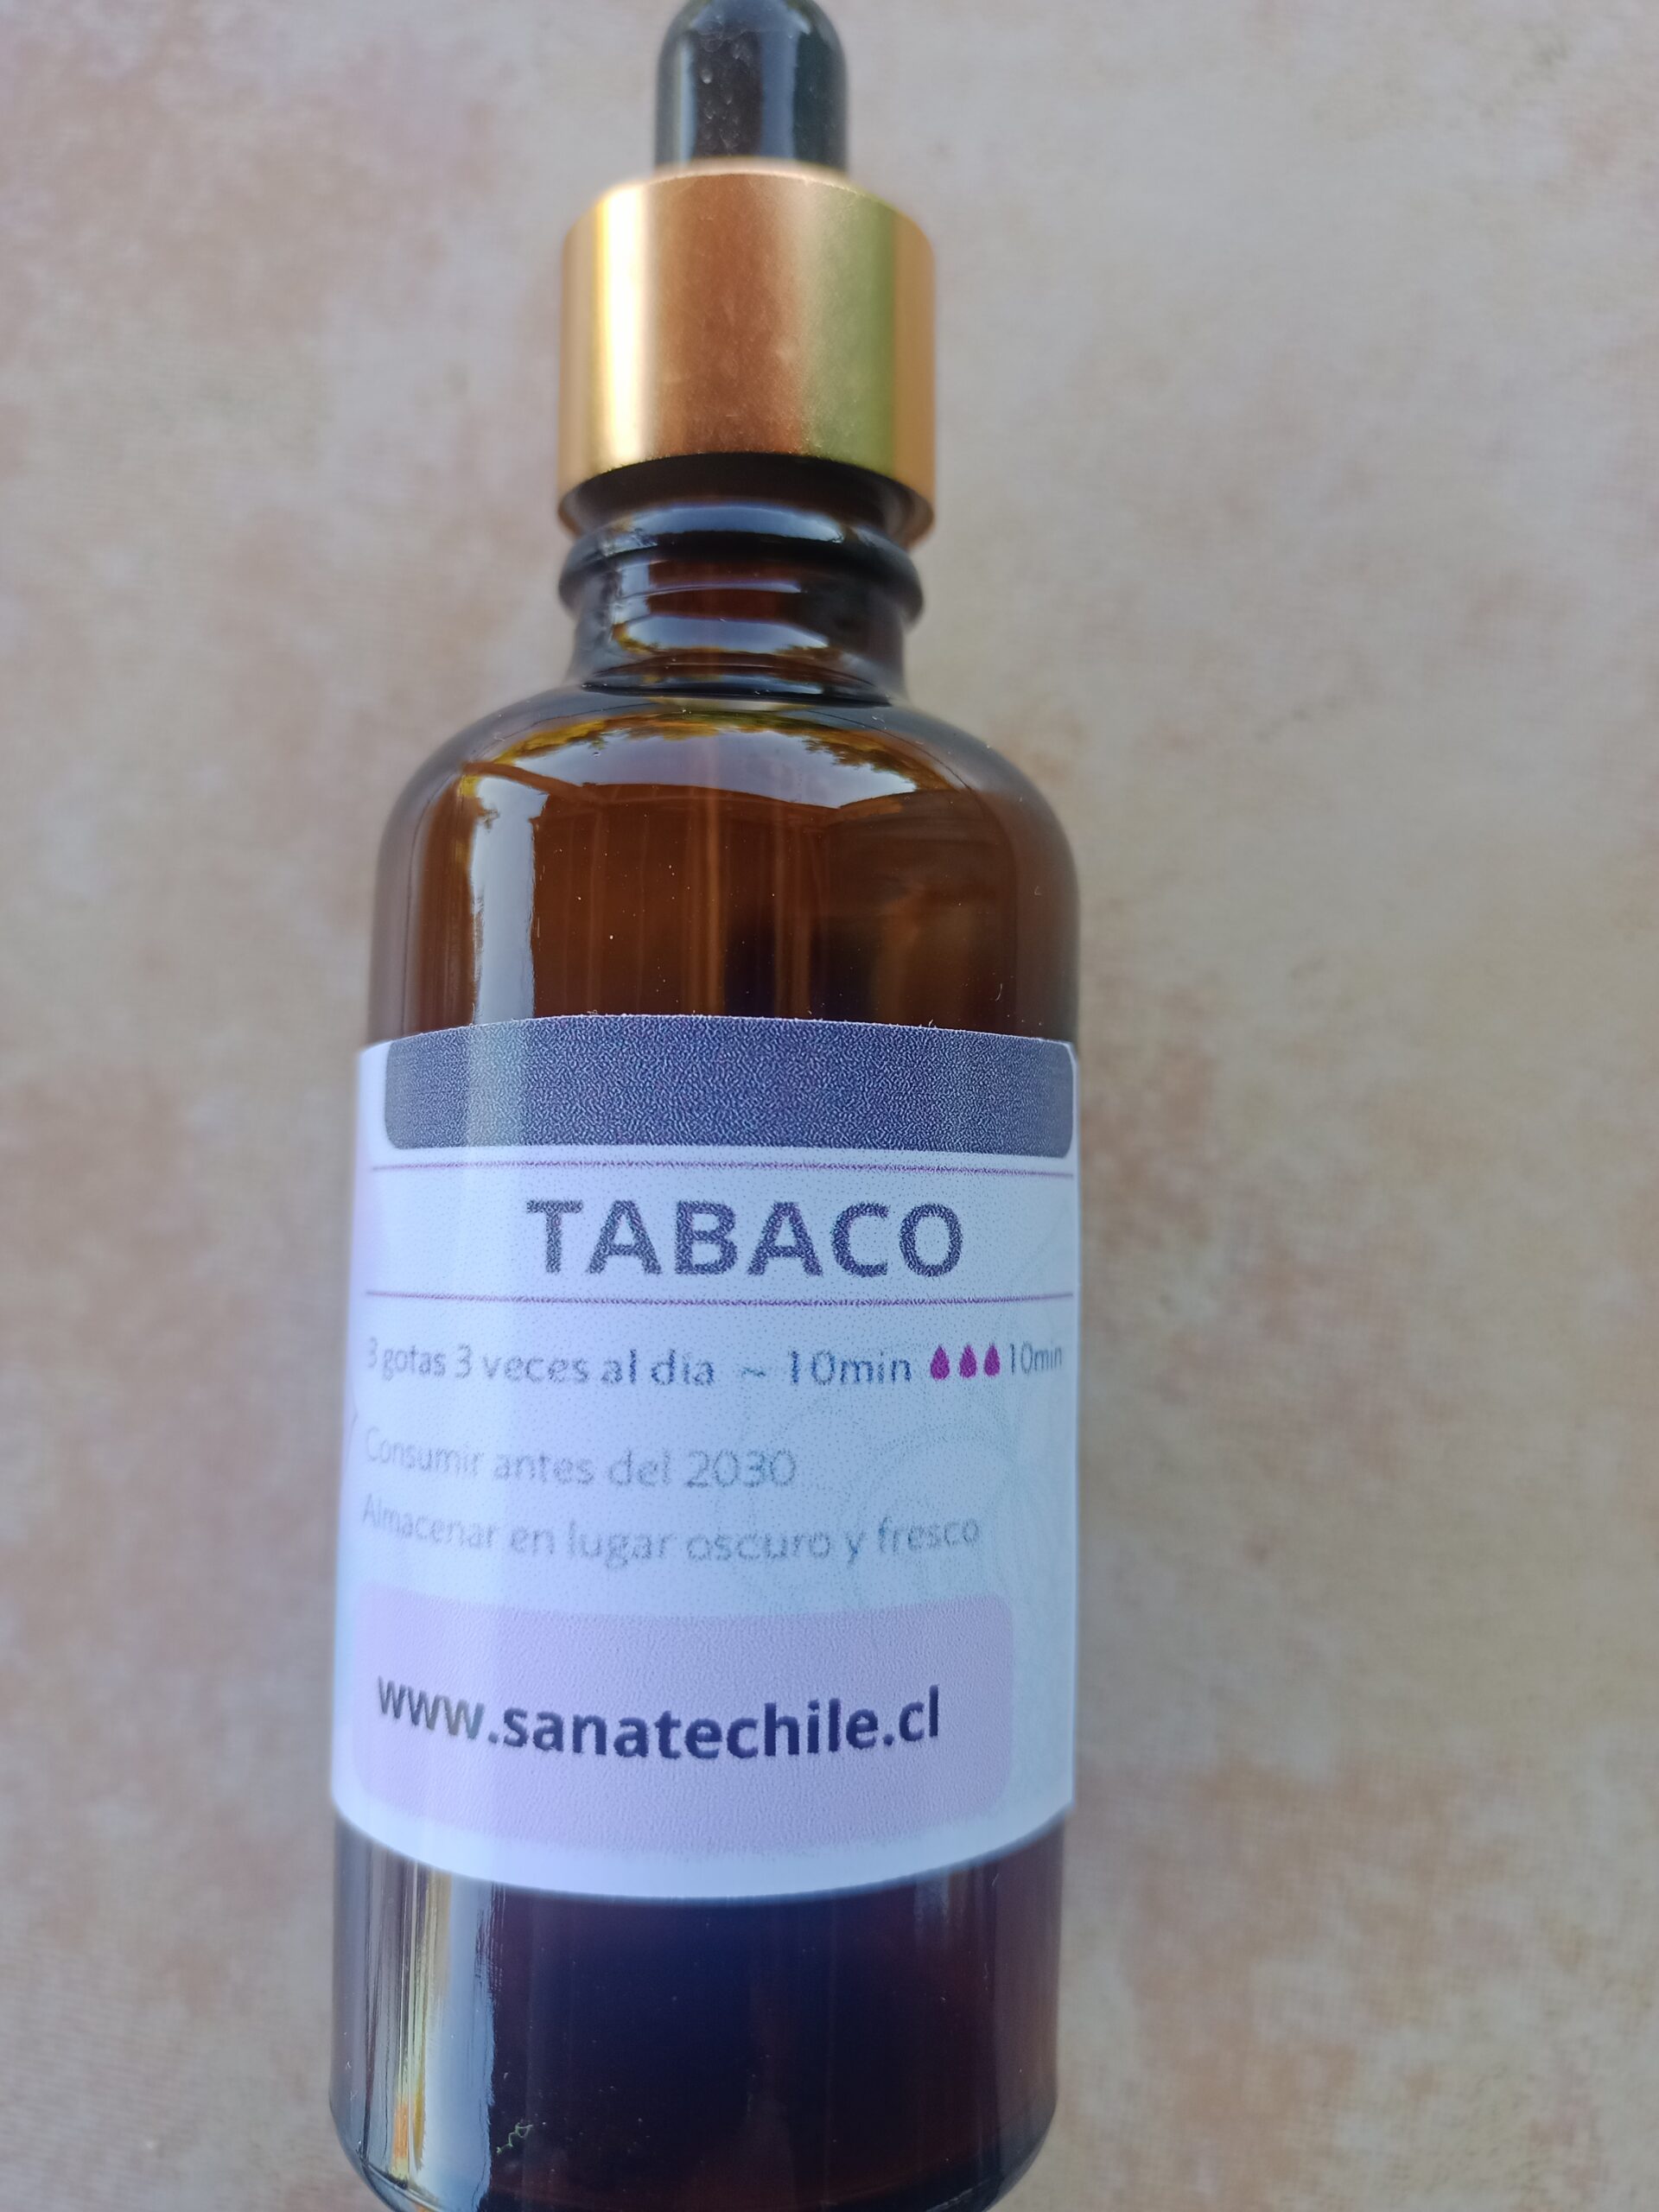 TABACO
3 gotas 3 veces al día ~ 10min 10min
Consumir antes del 2030
Almacenar en lugar oscuro y fresco
www.sanatechile.cl